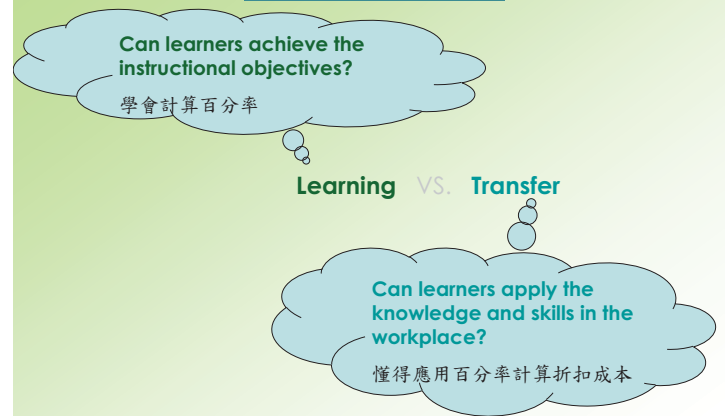 Can learners achieve the
instructional objectives?
學會計算百分率
Learning VS. Transfer
Can learners apply the
knowledge and skills in the
workplace?
懂得應用百分率計算折扣成本